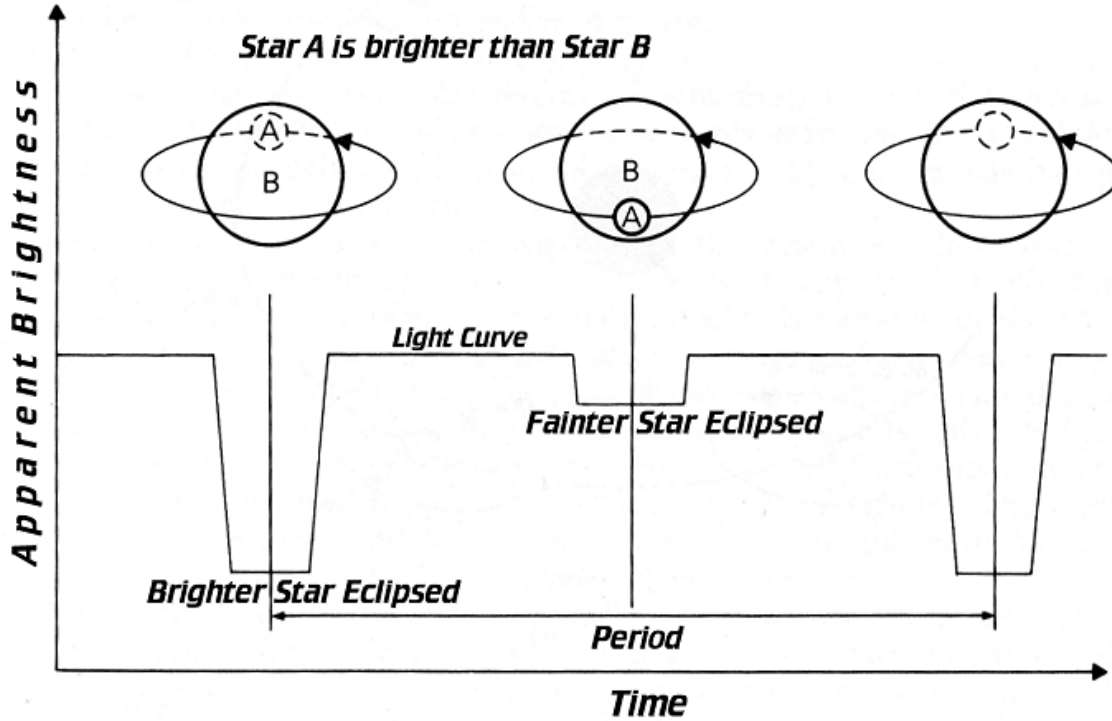 Star A is brighter than Star B
Apparent Brightness
A
B
B
A
Light Curve
Fainter Star Eclipsed
Brighter Star Eclipsed
Period
Time